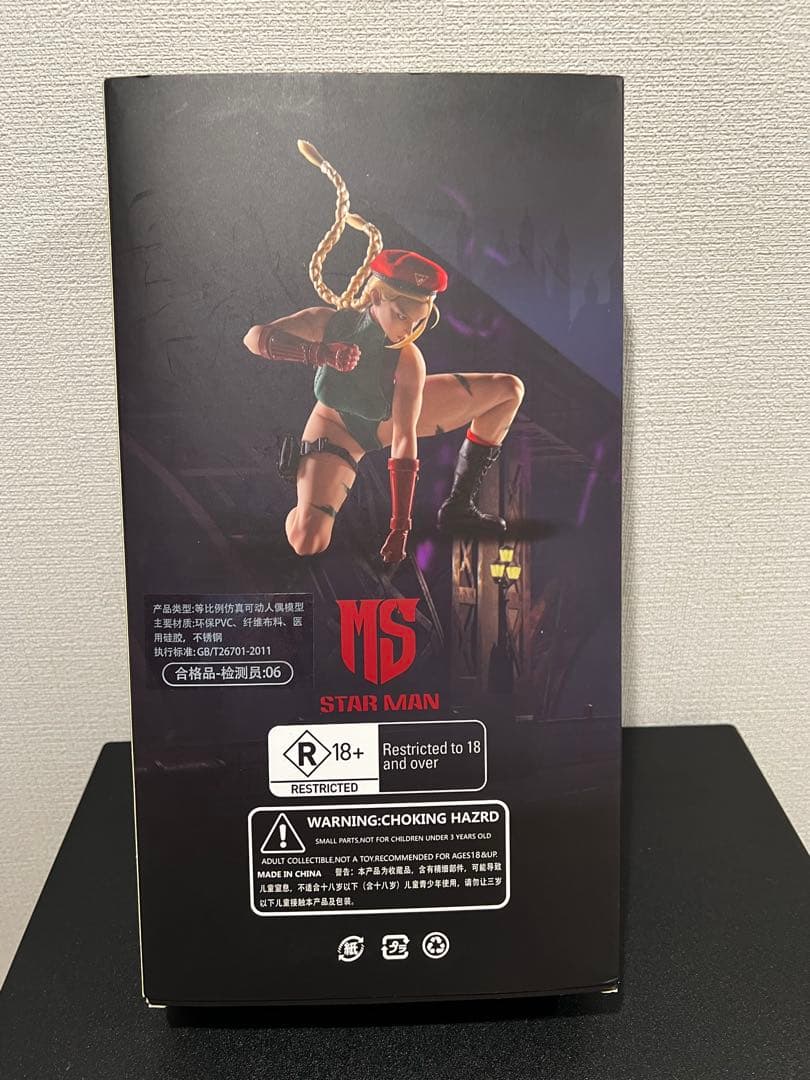 产品类型:等比例仿真可动人偶模型
主要材质:环保PVC、纤维布料、医
用硅胶，不锈钢
执行标准:GB/T26701-2011
合格品-检测员:06
MS
STAR MAN
R 18+
RESTRICTED
Restricted to 18
and over
WARNING:CHOKING HAZRD
SMALL PARTS,NOT FOR CHILDREN UNDER 3 YEARS OLD
ADULT COLLECTIBLE,NOT A TOY.RECOMMENDED FOR AGES18&UP.
MADE IN CHINA 警告：本产品为收藏品，含有精细部件，可能导致
儿童窒息，不适合十八岁以下（含十八岁）儿童青少年使用，请勿让三岁
以下儿童接触本产品及包装。
紙 プラ